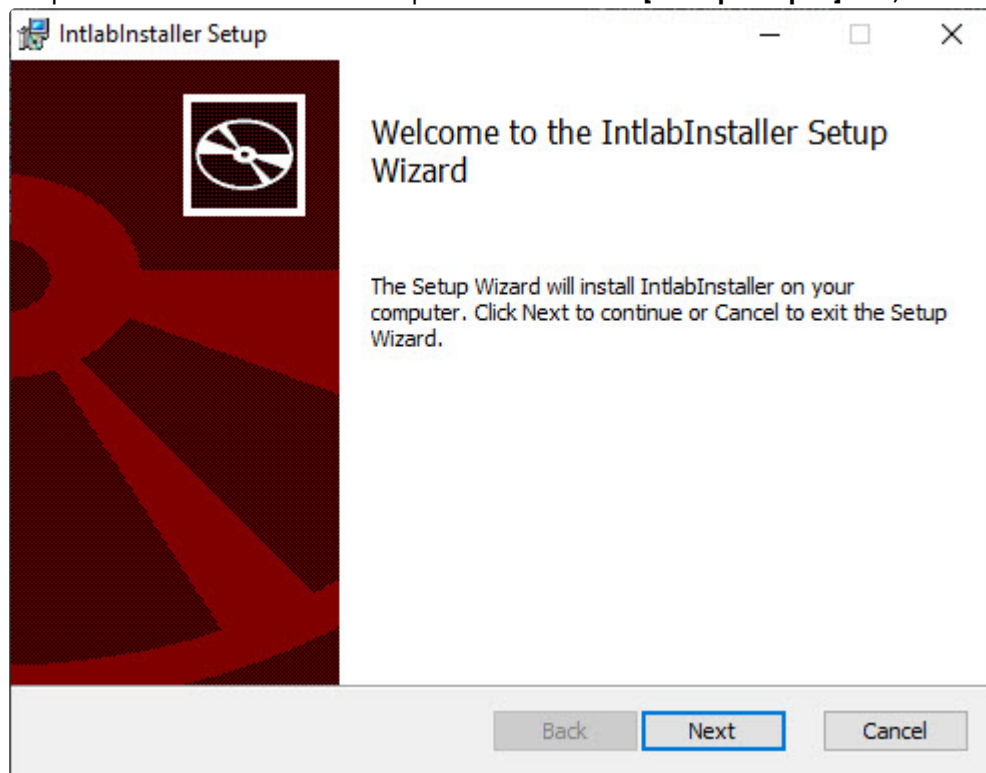 IntlabInstaller Setup
Welcome to the IntlabInstaller Setup
Wizard
The Setup Wizard will install IntlabInstaller on your
computer. Click Next to continue or Cancel to exit the Setup
Wizard.
Back Next Cancel